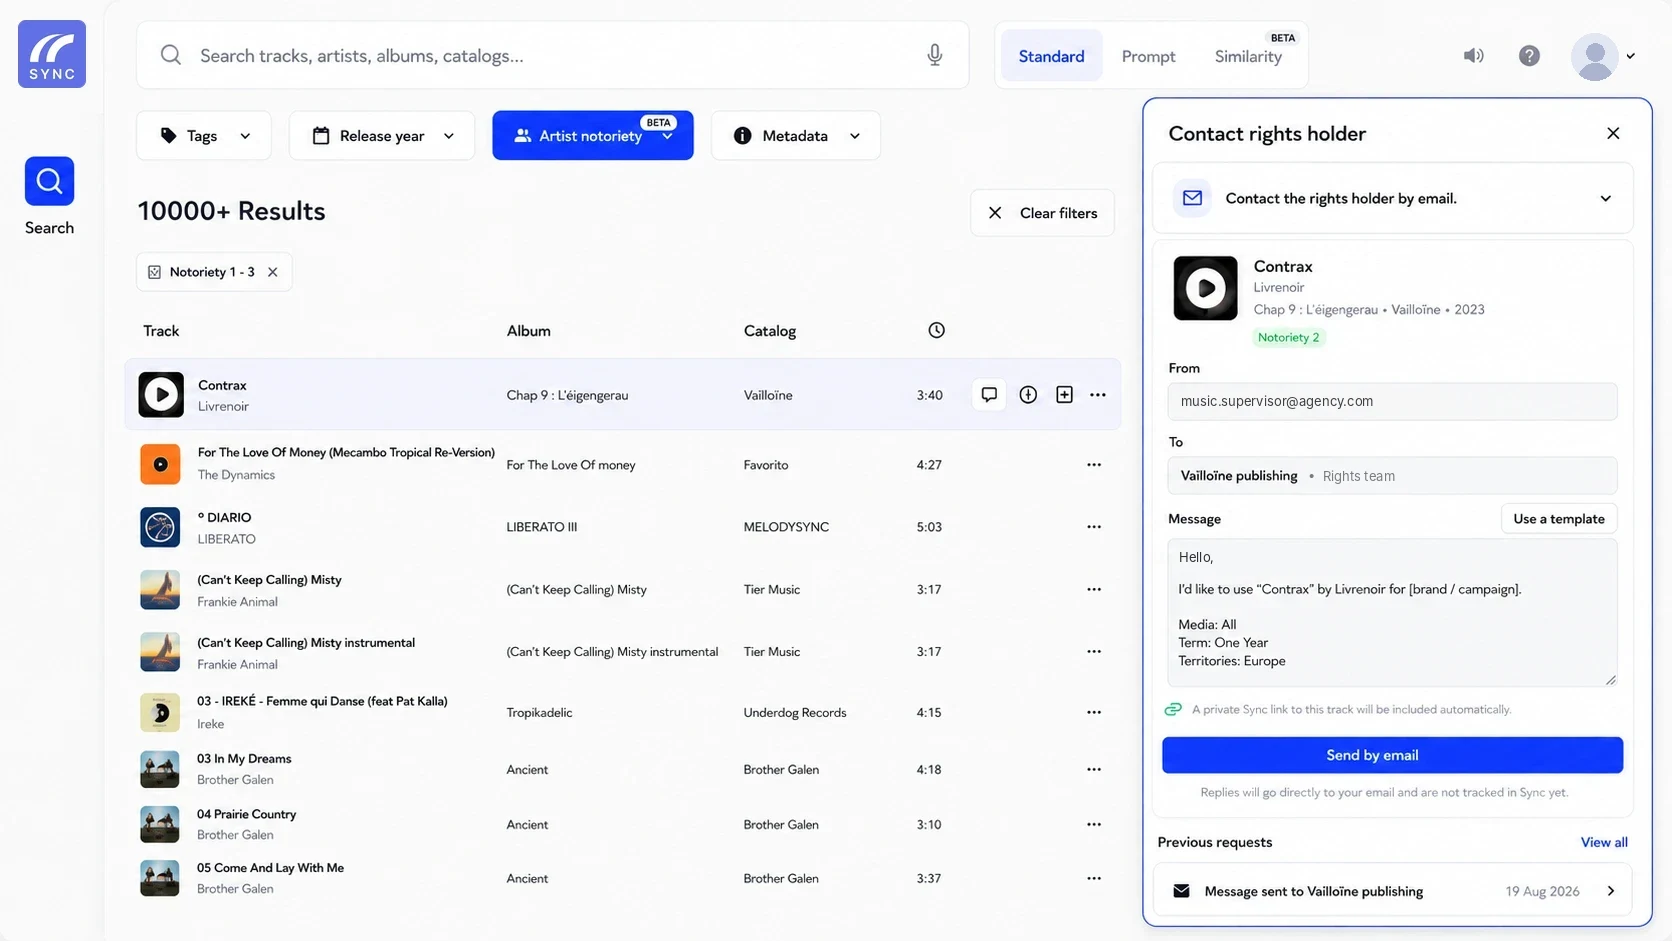 SYNC
Search
Search tracks, artists, albums, catalogs...
Standard
Prompt
Similarity
BETA
Tags
Release year
Artist notoriety
BETA
Metadata
10000+ Results
Clear filters
Notoriety 1 - 3
Track Album Catalog
Contrax
Livrenoir
Chap 9 : L'éigengerau
Vailloïne
3:40
For The Love Of Money (Mecambo Tropical Re-Version)
The Dynamics
For The Love Of money
Favorito
4:27
º DIARIO
LIBERATO
LIBERATO III
MELODYSYNC
5:03
(Can't Keep Calling) Misty
Frankie Animal
(Can't Keep Calling) Misty
Tier Music
3:17
(Can't Keep Calling) Misty instrumental
Frankie Animal
(Can't Keep Calling) Misty instrumental
Tier Music
3:17
03 - IREKÉ - Femme qui Danse (feat Pat Kalla)
Ireke
Tropikadelic
Underdog Records
4:15
03 In My Dreams
Brother Galen
Ancient
Brother Galen
4:18
04 Prairie Country
Brother Galen
Ancient
Brother Galen
3:10
05 Come And Lay With Me
Brother Galen
Ancient
Brother Galen
3:37
Contact rights holder
Contact the rights holder by email.
Contrax
Livrenoir
Chap 9 : L'éigengerau • Vailloïne • 2023
Notoriety 2
From
music.supervisor@agency.com
To
Vailloïne publishing • Rights team
Message
Use a template
Hello,
I'd like to use “Contrax” by Livrenoir for [brand / campaign].
Media: All
Term: One Year
Territories: Europe
A private Sync link to this track will be included automatically.
Send by email
Replies will go directly to your email and are not tracked in Sync yet.
Previous requests
View all
Message sent to Vailloïne publishing
19 Aug 2026